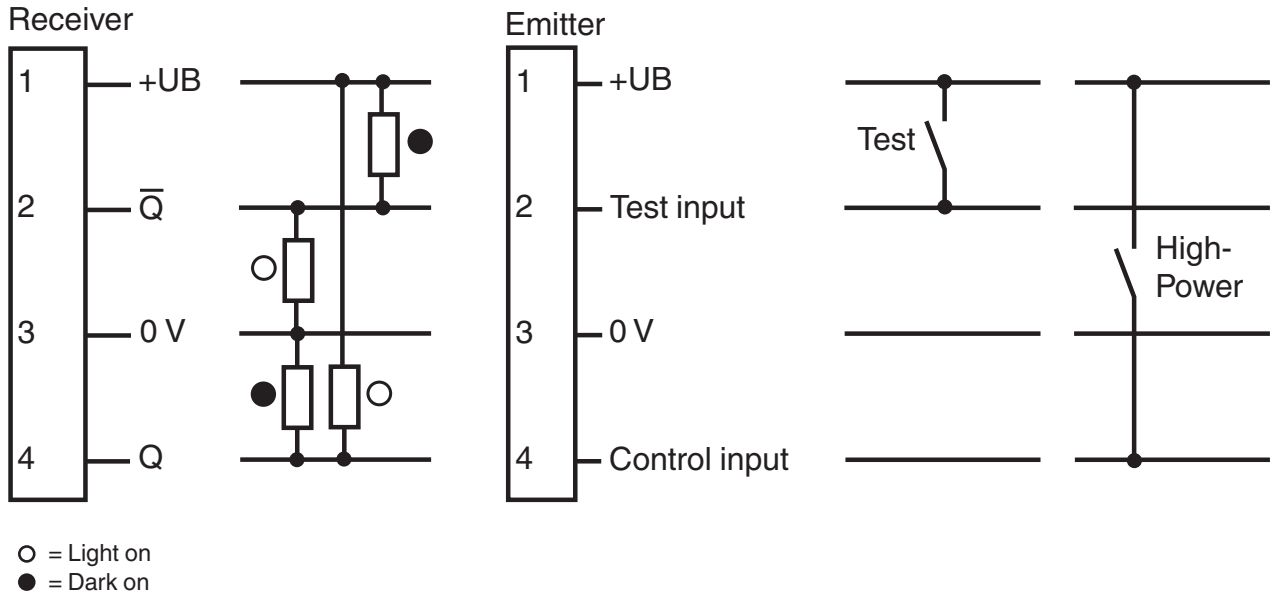 Receiver
1 +UB
2 Q̅
3 0 V
4 Q
Emitter
1 +UB
2 Test input
3 0 V
4 Control input
Test
High-
Power
= Light on
= Dark on